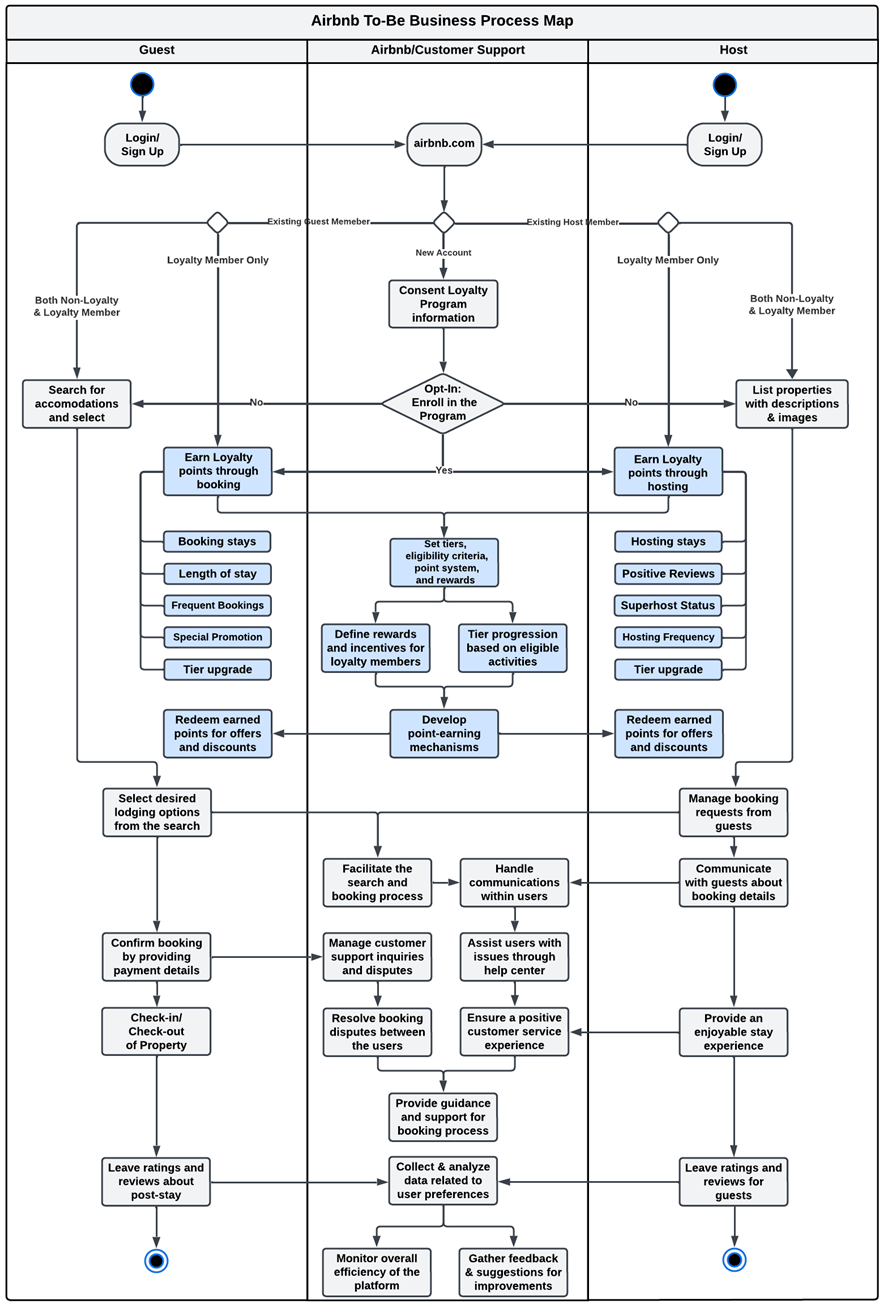 Airbnb To-Be Business Process Map
Guest
Airbnb/Customer Support
Host
Login/
Sign Up
airbnb.com
Login/
Sign Up
Existing Guest Memeber
Existing Host Member
New Account
Loyalty Member Only
Loyalty Member Only
Both Non-Loyalty
& Loyalty Member
Consent Loyalty
Program
information
Both Non-Loyalty
& Loyalty Member
Search for
accomodations
and select
No
Opt-In:
Enroll in the
Program
No
List properties
with descriptions
& images
Earn Loyalty
points through
booking
Yes
Earn Loyalty
points through
hosting
Booking stays
Length of stay
Frequent Bookings
Special Promotion
Tier upgrade
Set tiers,
eligibility criteria,
point system,
and rewards
Define rewards
and incentives for
loyalty members
Tier progression
based on eligible
activities
Hosting stays
Positive Reviews
Superhost Status
Hosting Frequency
Tier upgrade
Redeem earned
points for offers
and discounts
Develop
point-earning
mechanisms
Redeem earned
points for offers
and discounts
Select desired
lodging options
from the search
Manage booking
requests from
guests
Facilitate the
search and
booking process
Handle
communications
within users
Communicate
with guests about
booking details
Confirm booking
by providing
payment details
Manage customer
support inquiries
and disputes
Assist users with
issues through
help center
Check-in/
Check-out
of Property
Resolve booking
disputes between
the users
Ensure a positive
customer service
experience
Provide an
enjoyable stay
experience
Provide guidance
and support for
booking process
Leave ratings and
reviews about
post-stay
Collect & analyze
data related to
user preferences
Leave ratings and
reviews for
guests
Monitor overall
efficiency of the
platform
Gather feedback
& suggestions for
improvements